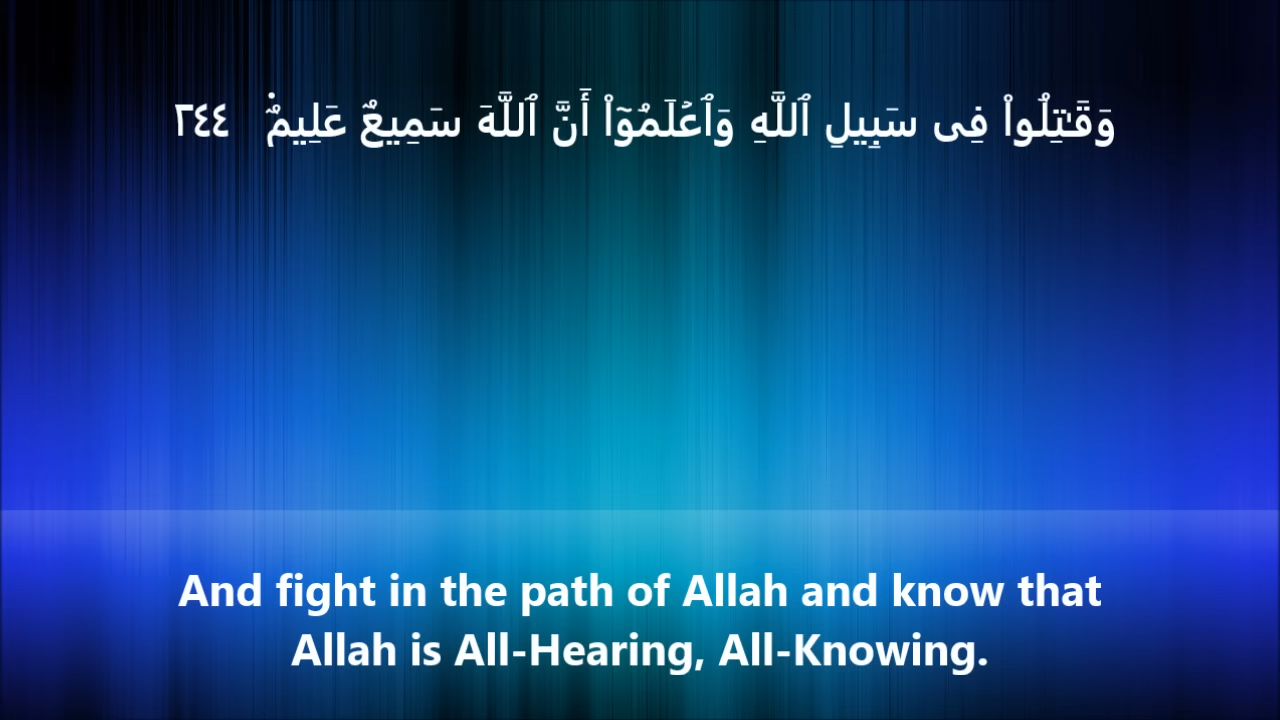 وَقَـٰتِلُوا۟ فِى سَبِيلِ ٱللَّهِ وَٱعْلَمُوٓا۟ أَنَّ ٱللَّهَ سَمِيعٌ عَلِيمٌۭ ٢٤٤
And fight in the path of Allah and know that
Allah is All-Hearing, All-Knowing.